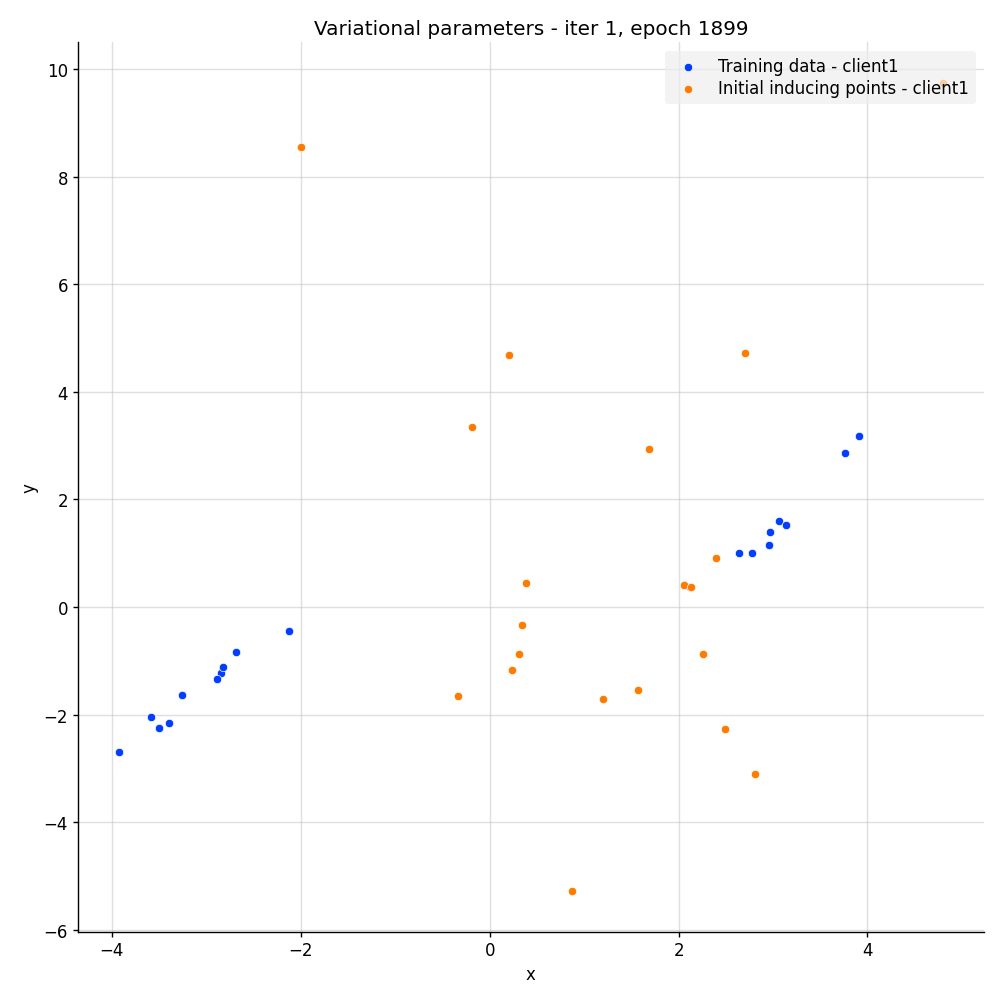 Variational parameters - iter 1, epoch 1899
Training data - client1
Initial inducing points - client1
10
8
6
4
2
0
−2
−4
−6
y
−4 −2 0 2 4
x